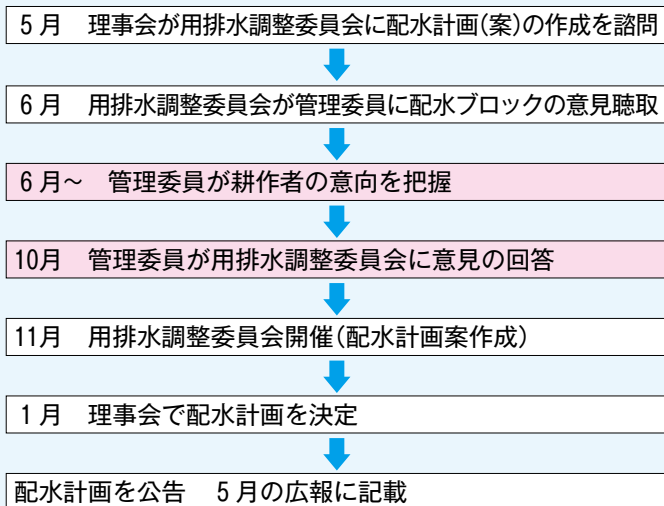 5月　理事会が用排水調整委員会に配水計画(案)の作成を諮問
6月　用排水調整委員会が管理委員に配水ブロックの意見聴取
6月～　管理委員が耕作者の意向を把握
10月　管理委員が用排水調整委員会に意見の回答
11月　用排水調整委員会開催(配水計画案作成)
1月　理事会で配水計画を決定
配水計画を公告　5月の広報に記載